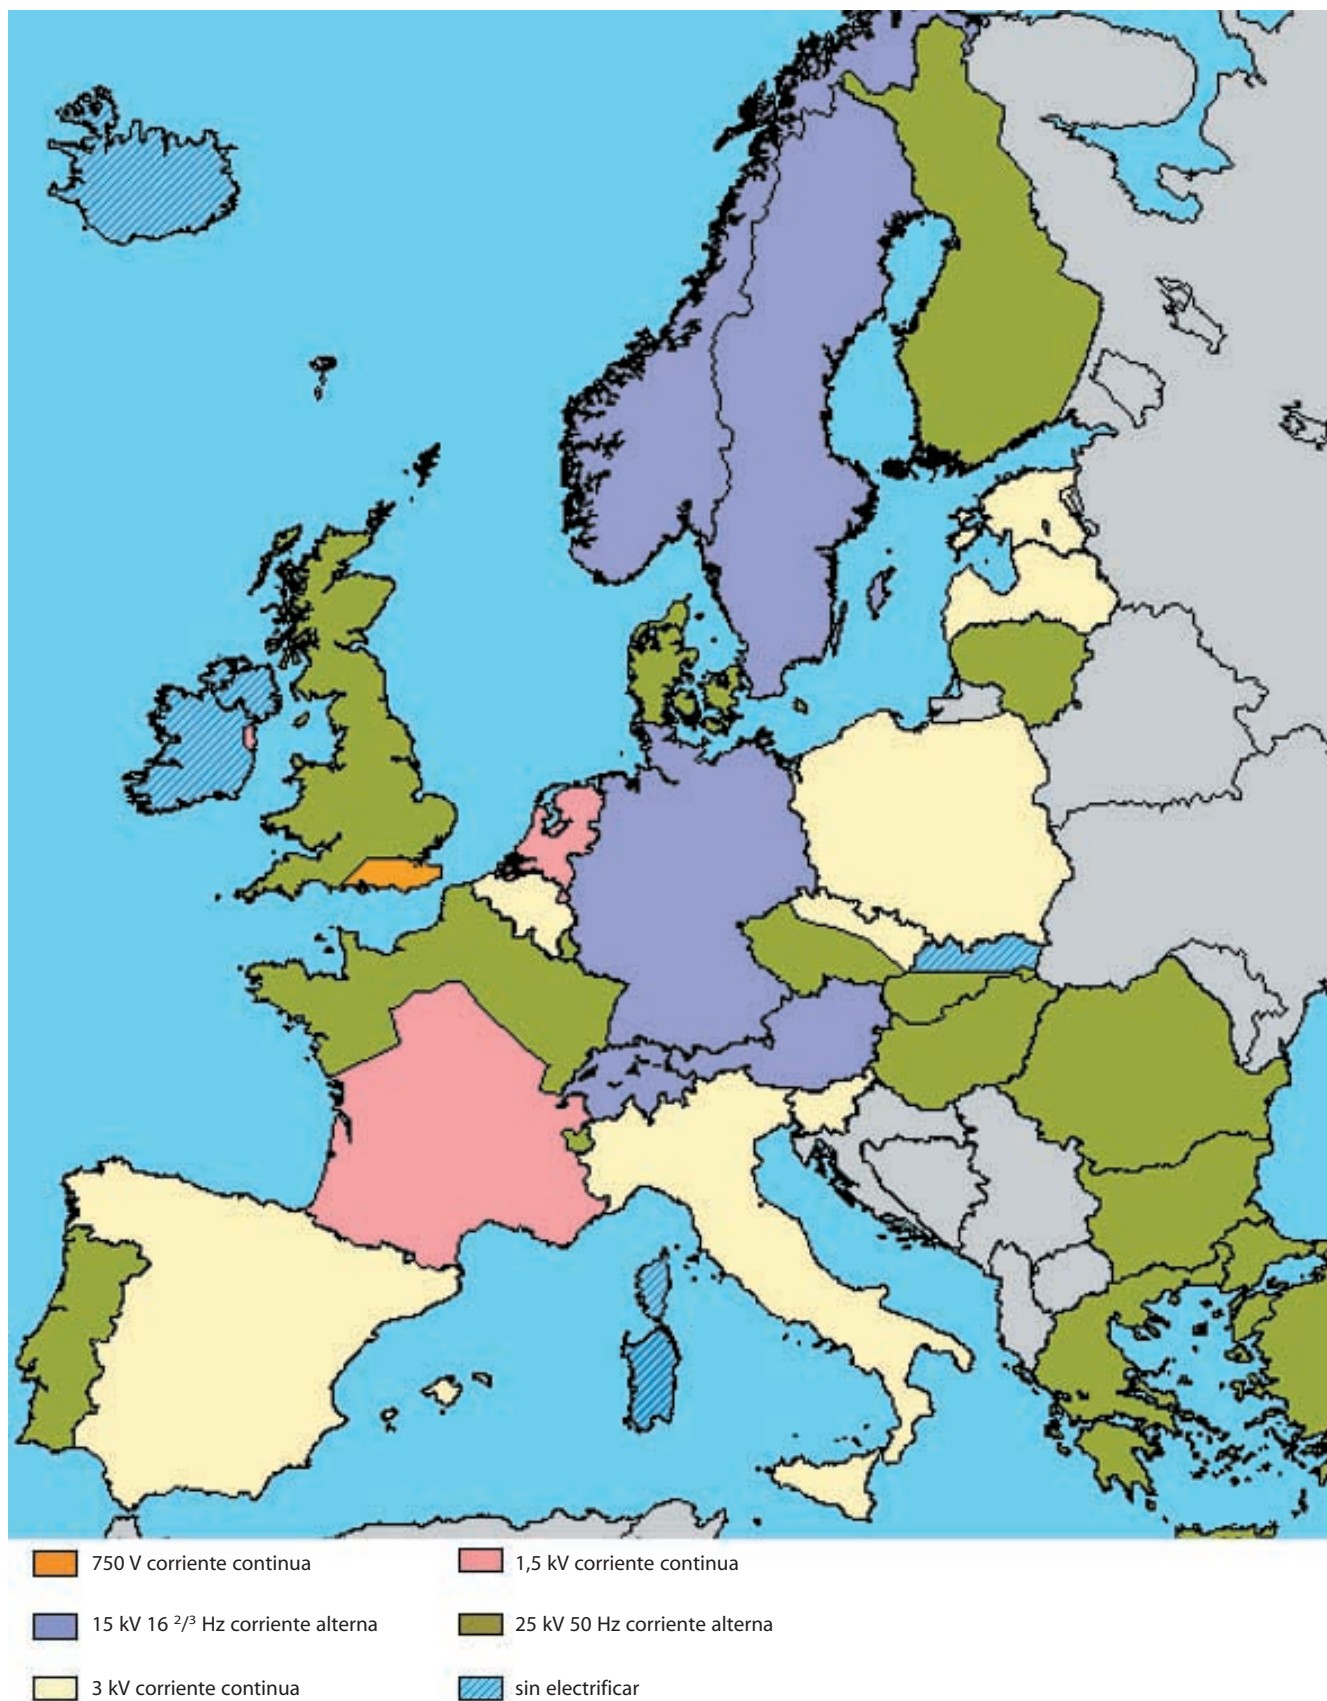 750 V corriente continua
1,5 kV corriente continua
15 kV 16 ²/³ Hz corriente alterna
25 kV 50 Hz corriente alterna
3 kV corriente continua
sin electrificar